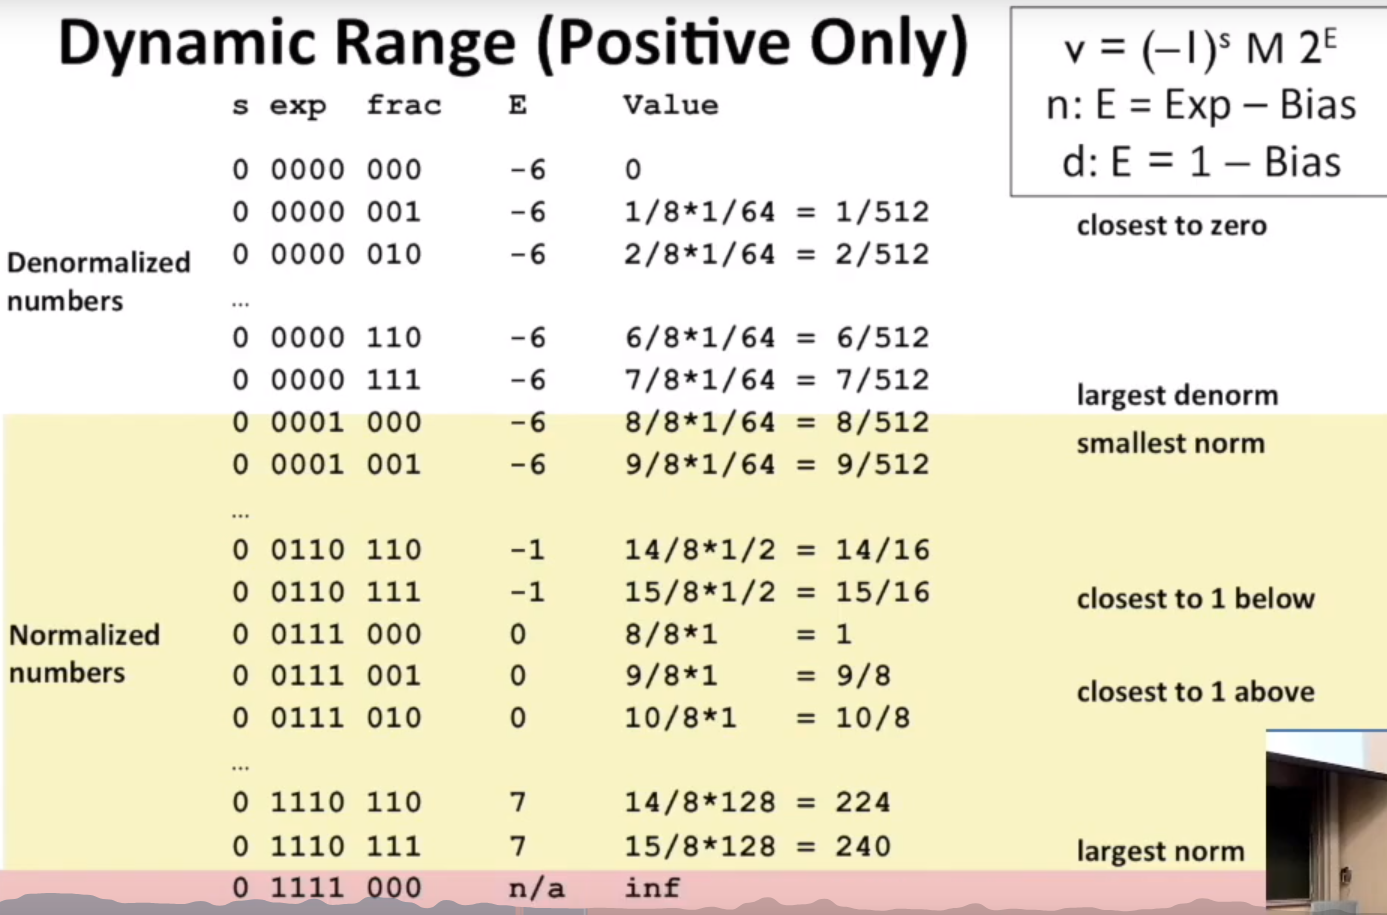 Dynamic Range (Positive Only)
v = (−1)ˢ M 2ᴱ
n: E = Exp – Bias
d: E = 1 – Bias
s exp frac E Value
0 0000 000 -6 0
0 0000 001 -6 1/8*1/64 = 1/512 closest to zero
0 0000 010 -6 2/8*1/64 = 2/512
Denormalized
numbers
...
0 0000 110 -6 6/8*1/64 = 6/512
0 0000 111 -6 7/8*1/64 = 7/512 largest denorm
0 0001 000 -6 8/8*1/64 = 8/512 smallest norm
0 0001 001 -6 9/8*1/64 = 9/512
...
0 0110 110 -1 14/8*1/2 = 14/16
0 0110 111 -1 15/8*1/2 = 15/16 closest to 1 below
Normalized
numbers
0 0111 000 0 8/8*1 = 1
0 0111 001 0 9/8*1 = 9/8 closest to 1 above
0 0111 010 0 10/8*1 = 10/8
...
0 1110 110 7 14/8*128 = 224
0 1110 111 7 15/8*128 = 240 largest norm
0 1111 000 n/a inf